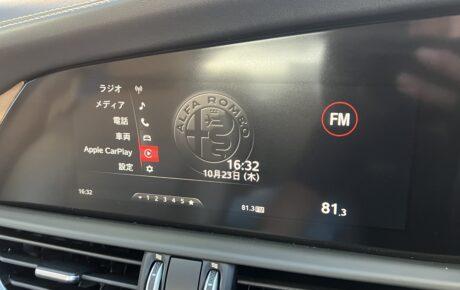 ラジオ
メディア
電話
車両
Apple CarPlay
設定
ALFA ROMEO
FM
16:32
10月23日 (木)
16:32
1 2 3 4 5 ★
81.3
81.3